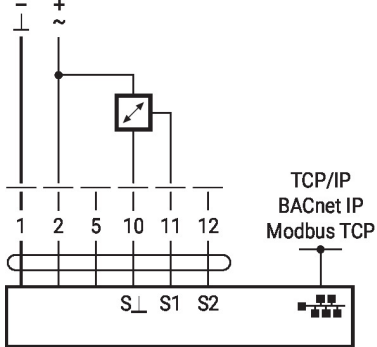 – +
⊥ ~
TCP/IP
BACnet IP
Modbus TCP
1 2 5 10 11 12
S⊥ S1 S2